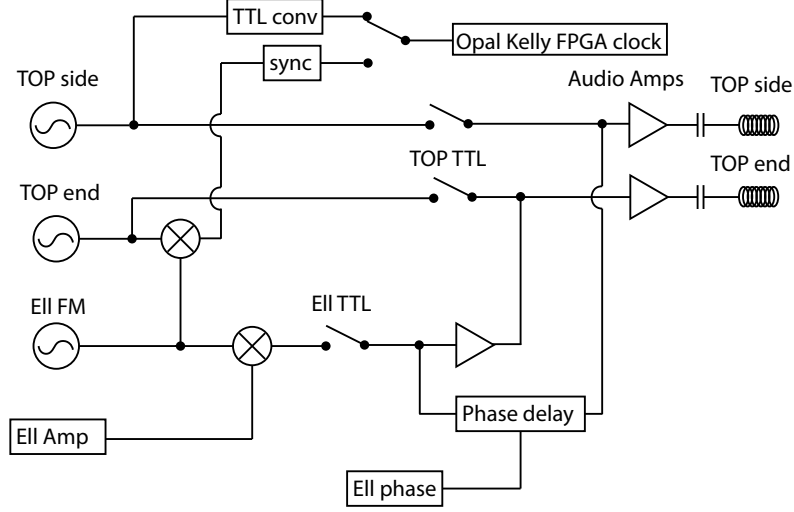 TTL conv
Opal Kelly FPGA clock
sync
TOP side
Audio Amps
TOP side
TOP TTL
TOP end
TOP end
Ell FM
Ell TTL
Phase delay
Ell Amp
Ell phase